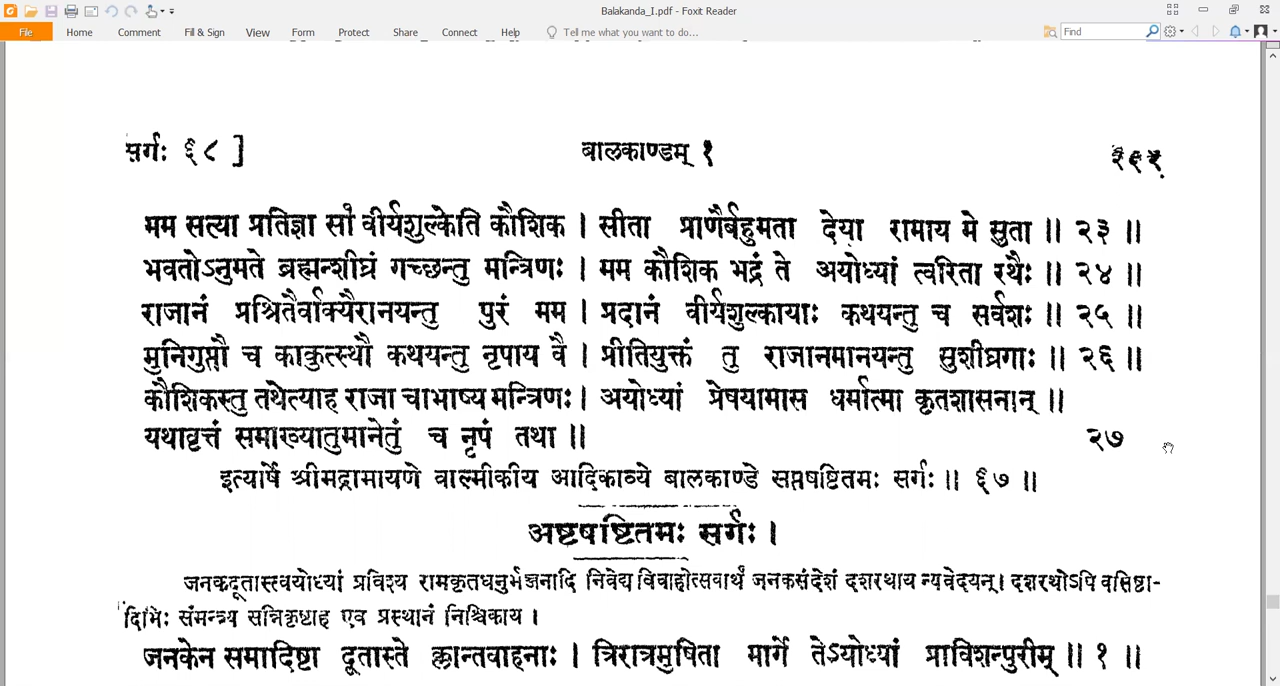 Balakanda_I.pdf - Foxit Reader
File Home Comment Fill & Sign View Form Protect Share Connect Help Tell me what you want to do... Find
सर्गः ६८ ] बालकाण्डम् १
मम सत्या प्रतिज्ञा सा वीर्यशुल्केति कौशिक । सीता प्राणैर्बहुमता देया रामाय मे सुता ॥ २३ ॥
भवतोऽनुमते ब्रह्मन्शीघ्रं गच्छन्तु मन्त्रिणः । मम कौशिक भद्रं ते अयोध्यां त्वरिता रथैः ॥ २४ ॥
राजानं प्रश्रितैर्वाक्यैरानयन्तु पुरं मम । प्रदानं वीर्यशुल्कायाः कथयन्तु च सर्वशः ॥ २५ ॥
मुनिगुप्तौ च काकुत्स्थौ कथयन्तु नृपाय वै । प्रीतियुक्तं तु राजानमानयन्तु सुशीघ्रगाः ॥ २६ ॥
कौशिकस्तु तथेत्याह राजा चाभाष्य मन्त्रिणः । अयोध्यां प्रेषयामास धर्मात्मा कृतशासनान् ॥
यथावृत्तं समाख्यातुमानेतुं च नृपं तथा ॥ २७
इत्यार्षे श्रीमद्रामायणे वाल्मीकीय आदिकाव्ये बालकाण्डे सप्तषष्टितमः सर्गः ॥ ६७ ॥
अष्टषष्टितमः सर्गः ।
जनकदूतास्त्वयोध्यां प्रविश्य रामकृतधनुर्भञ्जनादि निवेद्य विवाहोत्सवार्थं जनकसंदेशं दशरथाय न्यवेदयन् । दशरथोऽपि वसिष्ठा-
दिभिः संमन्त्र्य सन्निकृष्टाह एव प्रस्थानं निश्चिकाय ।
जनकेन समादिष्टा दूतास्ते क्लान्तवाहनाः । त्रिरात्रमुषिता मार्गे तेऽयोध्यां प्राविशन्पुरीम् ॥ १ ॥